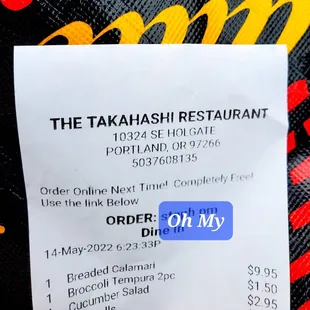 THE TAKAHASHI RESTAURANT
10324 SE HOLGATE
PORTLAND, OR 97266
5037608135
Order Online Next Time! Completely Free!
Use the link Below
ORDER:
Oh My
Dine In
14-May-2022 6:23:33P
1 Breaded Calamari $9.95
1 Broccoli Tempura 2pc $1.50
1 Cucumber Salad $2.95